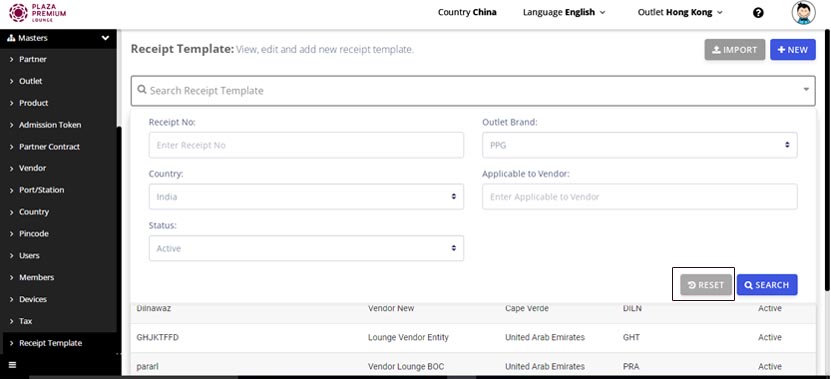 PLAZA
PREMIUM
LOUNGE
Country China
Language English
Outlet Hong Kong
Masters
Partner
Outlet
Product
Admission Token
Partner Contract
Vendor
Port/Station
Country
Pincode
Users
Members
Devices
Tax
Receipt Template
Receipt Template: View, edit and add new receipt template.
IMPORT
+ NEW
Search Receipt Template
Receipt No:
Enter Receipt No
Outlet Brand:
PPG
Country:
India
Applicable to Vendor:
Enter Applicable to Vendor
Status:
Active
RESET
SEARCH
Dilnawaz Vendor New Cape Verde DILN Active
GHJKTFFD Lounge Vendor Entity United Arab Emirates GHT Active
pararl Vendor Lounge BOC United Arab Emirates PRA Active